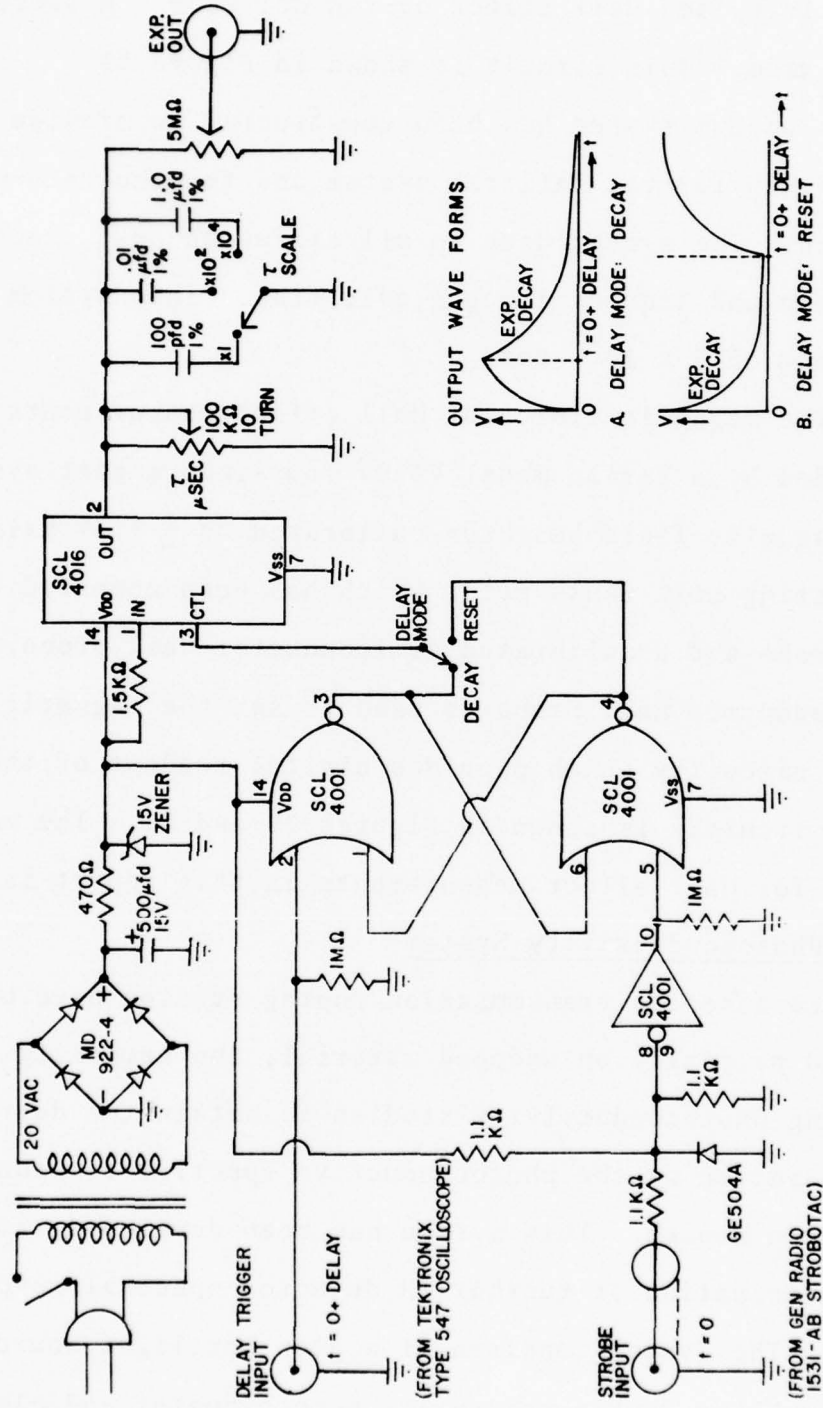 20 VAC
MD
922-4
+
−
+
500µfd
15V
470Ω
15V
ZENER
1.5KΩ
14
VDD
1
IN
13
CTL
SCL
4016
OUT
2
VSS
7
τ
µSEC
100
KΩ
10
TURN
100
pfd
1%
.01
µfd
1%
1.0
µfd
1%
x1
x10²
x10⁴
τ
SCALE
5MΩ
EXP.
OUT
DELAY TRIGGER
INPUT
t = 0+ DELAY
(FROM TEKTRONIX
TYPE 547 OSCILLOSCOPE)
1MΩ
2
1
14
VDD
SCL
4001
3
DELAY
MODE
DECAY
RESET
6
5
SCL
4001
4
VSS
7
1MΩ
1.1
KΩ
STROBE
INPUT
t = 0
(FROM GEN RADIO
1531-AB STROBOTAC)
1.1KΩ
GE504A
1.1
KΩ
8
9
SCL
4001
10
OUTPUT WAVE FORMS
V
EXP.
DECAY
0
t = 0+ DELAY
t
A. DELAY MODE: DECAY
V
EXP.
DECAY
0
t = 0+ DELAY
t
B. DELAY MODE: RESET